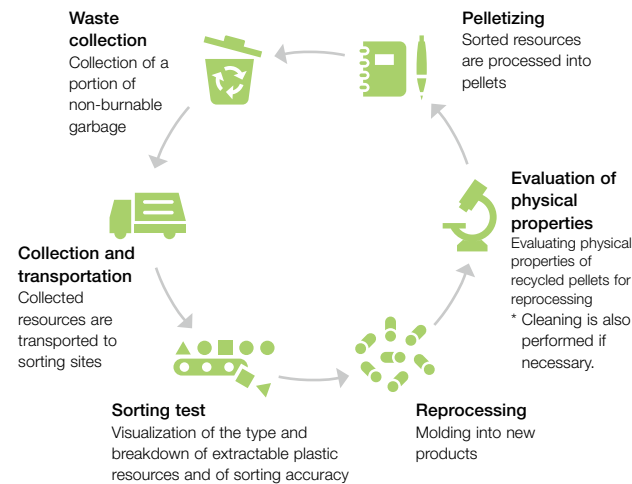 Waste
collection
Collection of a
portion of
non-burnable
garbage
Collection and
transportation
Collected
resources are
transported to
sorting sites
Sorting test
Visualization of the type and
breakdown of extractable plastic
resources and of sorting accuracy
Reprocessing
Molding into new
products
Evaluation of
physical
properties
Evaluating physical
properties of
recycled pellets for
reprocessing
* Cleaning is also
performed if
necessary.
Pelletizing
Sorted resources
are processed into
pellets